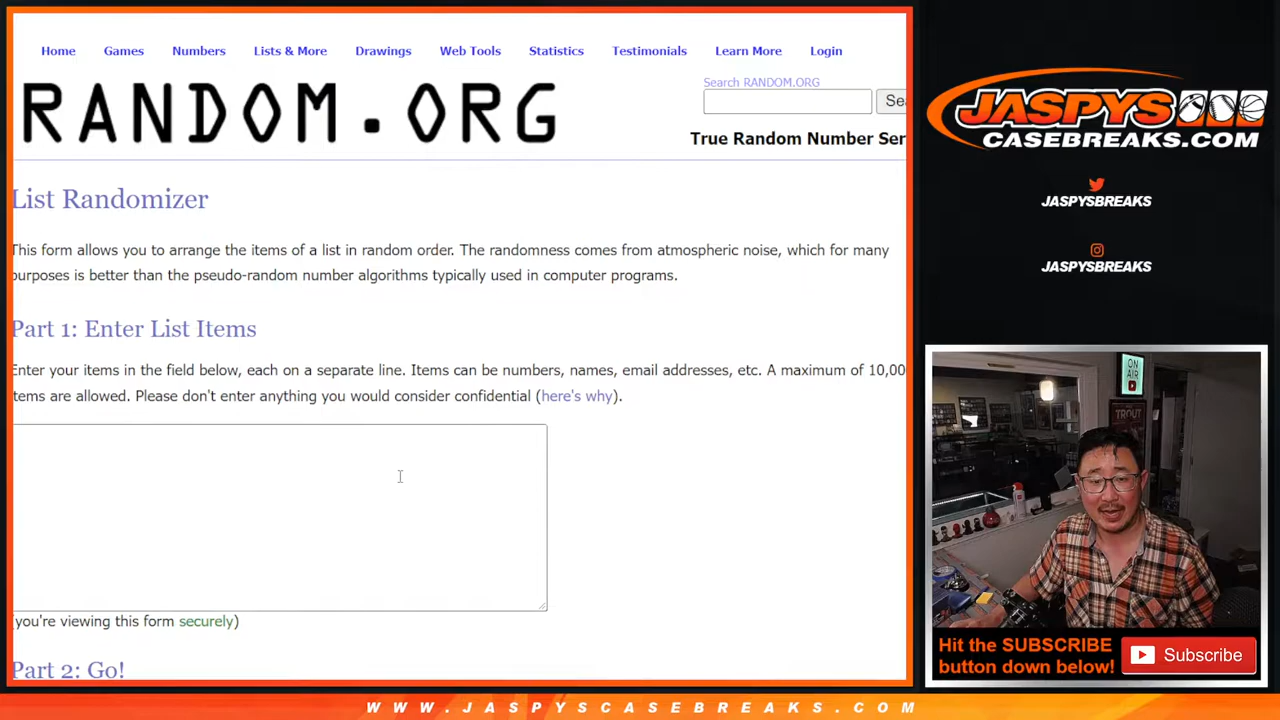 Home Games Numbers Lists & More Drawings Web Tools Statistics Testimonials Learn More Login
RANDOM.ORG
Search RANDOM.ORG
Sea
True Random Number Ser
List Randomizer
This form allows you to arrange the items of a list in random order. The randomness comes from atmospheric noise, which for many
purposes is better than the pseudo-random number algorithms typically used in computer programs.
Part 1: Enter List Items
Enter your items in the field below, each on a separate line. Items can be numbers, names, email addresses, etc. A maximum of 10,00
items are allowed. Please don't enter anything you would consider confidential (here's why).
(you're viewing this form securely)
Part 2: Go!
JASPYS
CASEBREAKS.COM
JASPYSBREAKS
JASPYSBREAKS
ON
AIR
TROUT
Hit the SUBSCRIBE
button down below!
Subscribe
WWW.JASPYSCASEBREAKS.COM